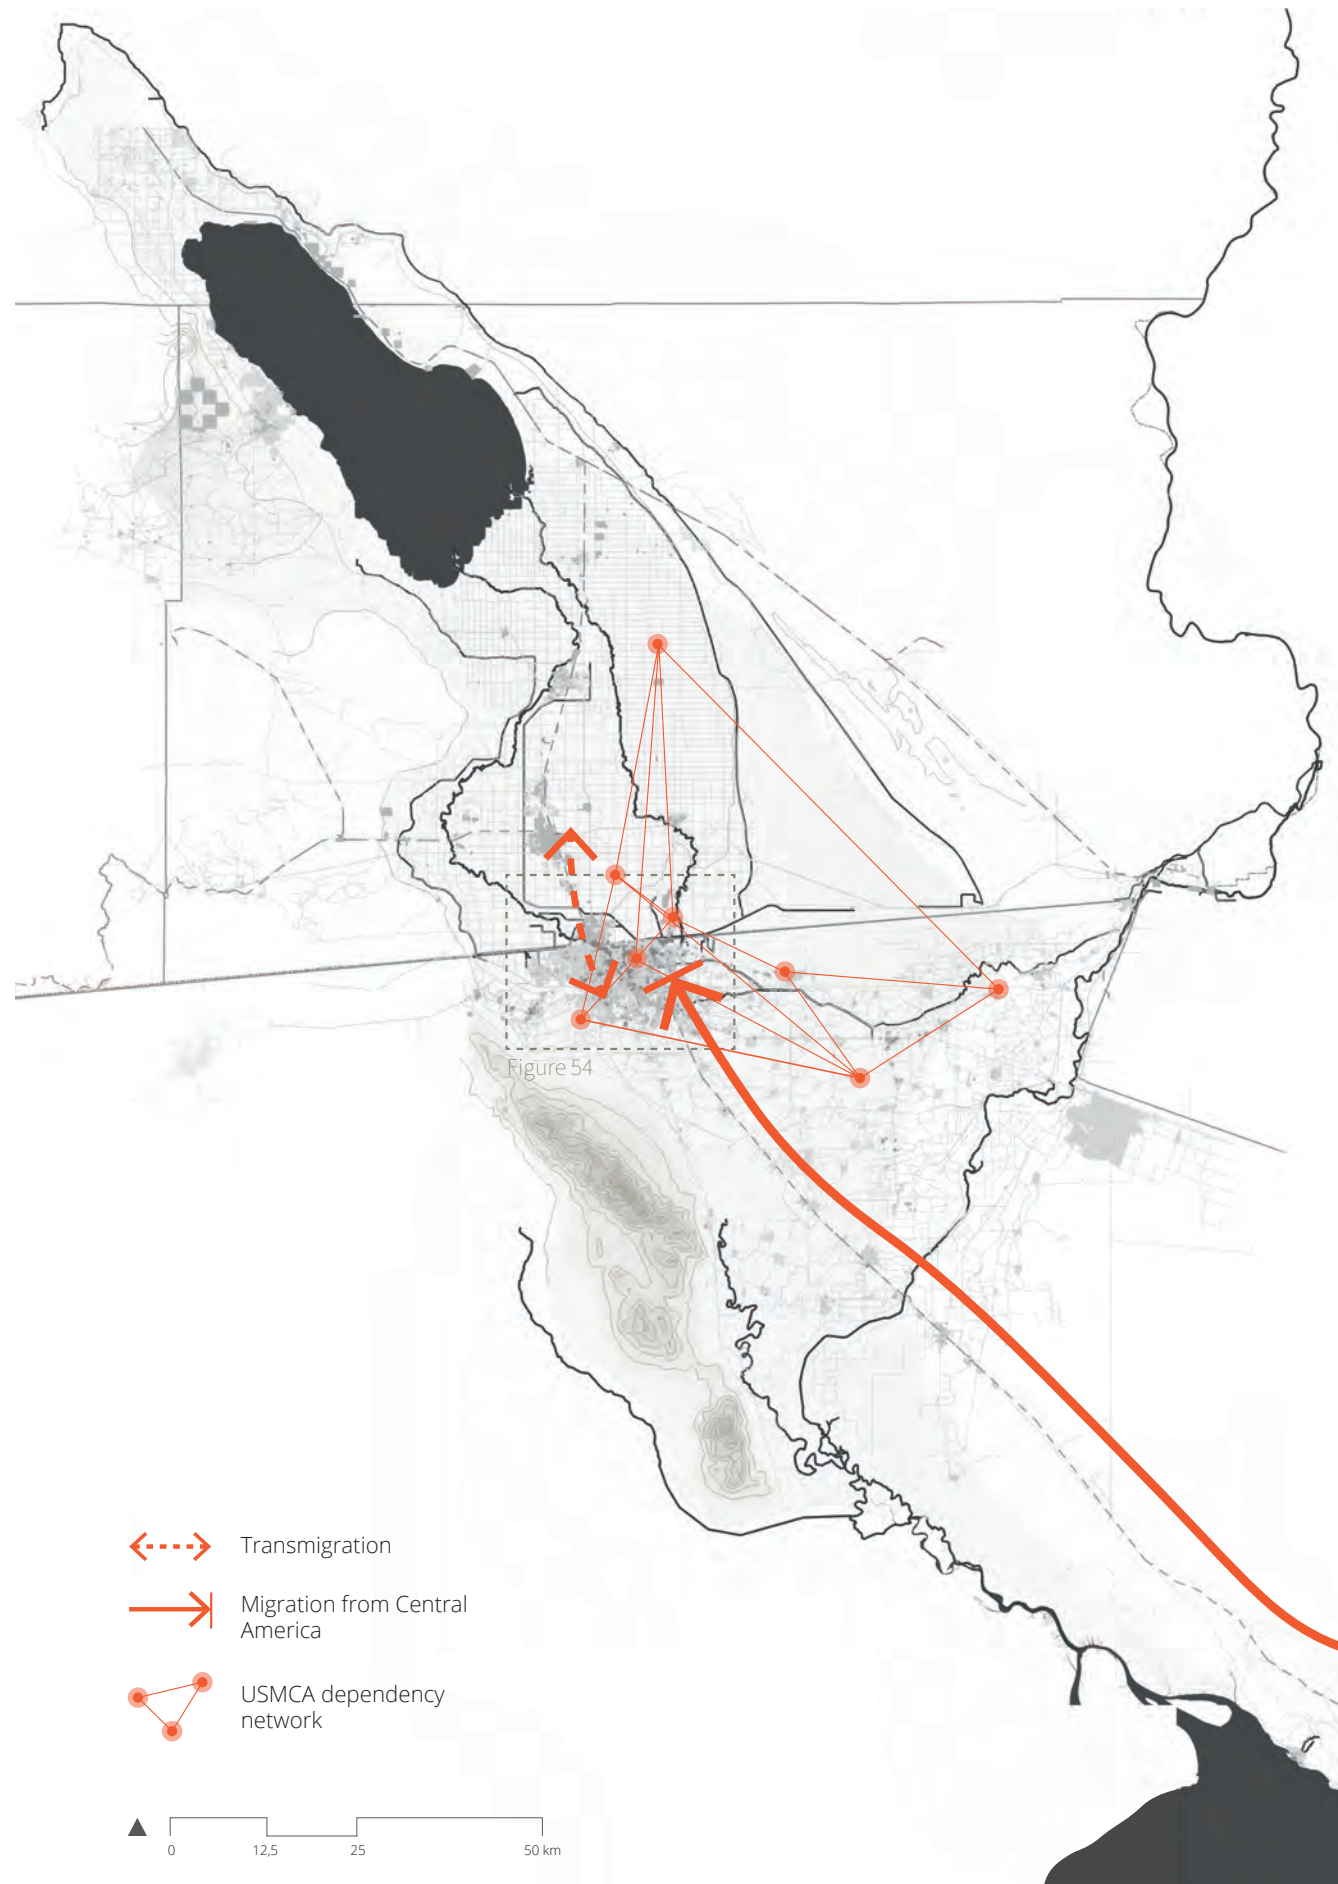 Figure 54
Transmigration
Migration from Central
America
USMCA dependency
network
0
12,5
25
50 km